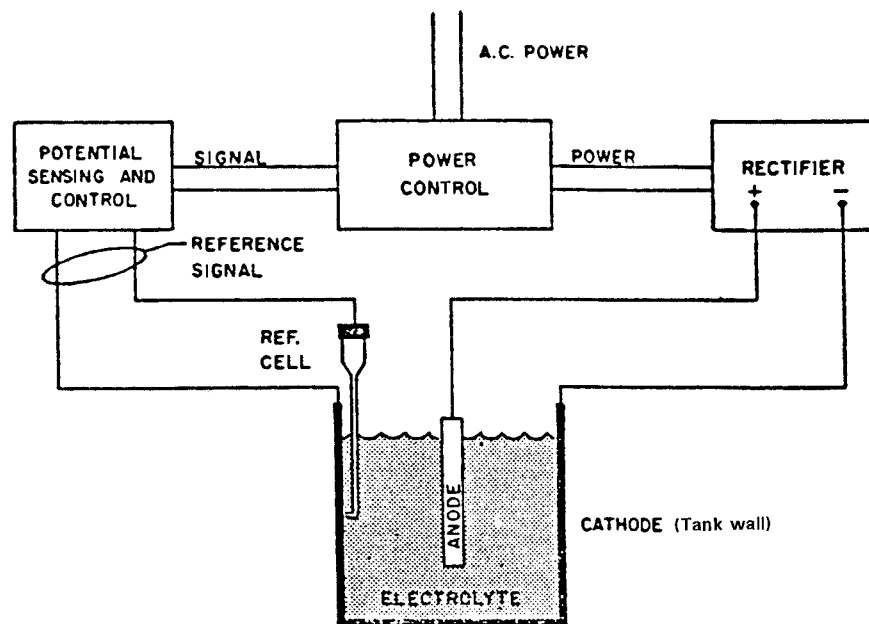 A.C. POWER
POTENTIAL
SENSING AND
CONTROL
SIGNAL
POWER
CONTROL
POWER
RECTIFIER
+ −
REFERENCE
SIGNAL
REF.
CELL
ANODE
CATHODE (Tank wall)
ELECTROLYTE